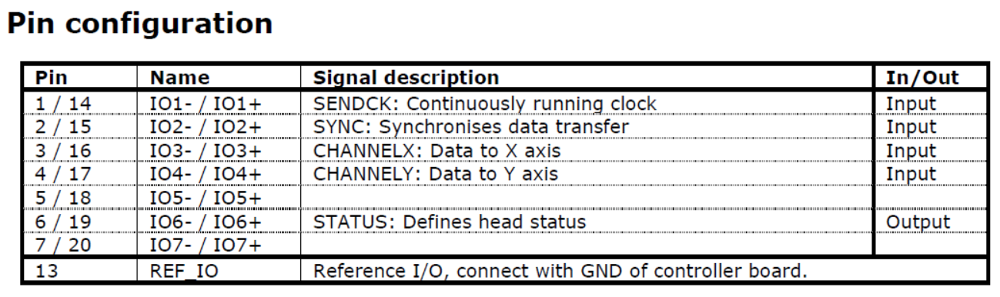 Pin configuration
Pin Name Signal description In/Out
1 / 14 IO1- / IO1+ SENDCK: Continuously running clock Input
2 / 15 IO2- / IO2+ SYNC: Synchronises data transfer Input
3 / 16 IO3- / IO3+ CHANNELX: Data to X axis Input
4 / 17 IO4- / IO4+ CHANNELY: Data to Y axis Input
5 / 18 IO5- / IO5+
6 / 19 IO6- / IO6+ STATUS: Defines head status Output
7 / 20 IO7- / IO7+
13 REF_IO Reference I/O, connect with GND of controller board.